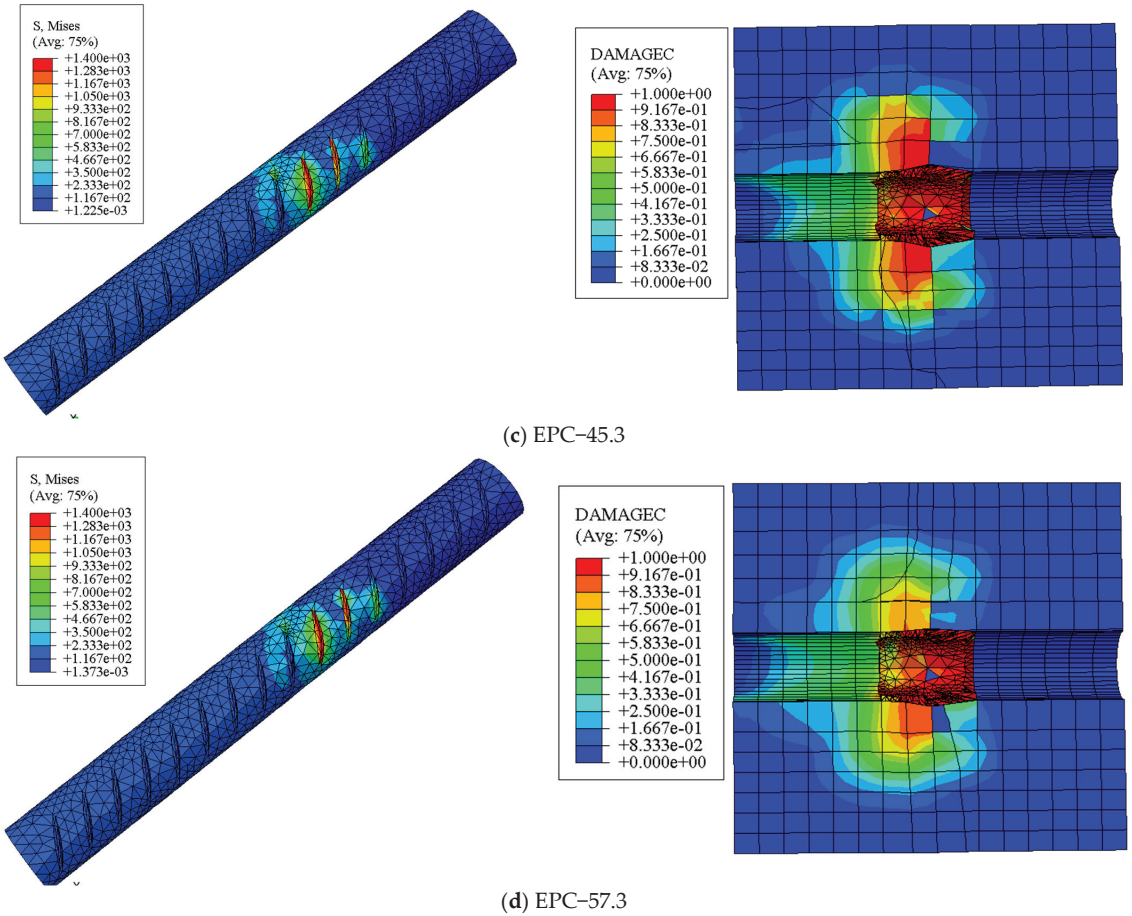 S, Mises
(Avg: 75%)
+1.400e+03
+1.283e+03
+1.167e+03
+1.050e+03
+9.333e+02
+8.167e+02
+7.000e+02
+5.833e+02
+4.667e+02
+3.500e+02
+2.333e+02
+1.167e+02
+1.225e-03
DAMAGEC
(Avg: 75%)
+1.000e+00
+9.167e-01
+8.333e-01
+7.500e-01
+6.667e-01
+5.833e-01
+5.000e-01
+4.167e-01
+3.333e-01
+2.500e-01
+1.667e-01
+8.333e-02
+0.000e+00
(c) EPC−45.3
S, Mises
(Avg: 75%)
+1.400e+03
+1.283e+03
+1.167e+03
+1.050e+03
+9.333e+02
+8.167e+02
+7.000e+02
+5.833e+02
+4.667e+02
+3.500e+02
+2.333e+02
+1.167e+02
+1.373e-03
DAMAGEC
(Avg: 75%)
+1.000e+00
+9.167e-01
+8.333e-01
+7.500e-01
+6.667e-01
+5.833e-01
+5.000e-01
+4.167e-01
+3.333e-01
+2.500e-01
+1.667e-01
+8.333e-02
+0.000e+00
(d) EPC−57.3